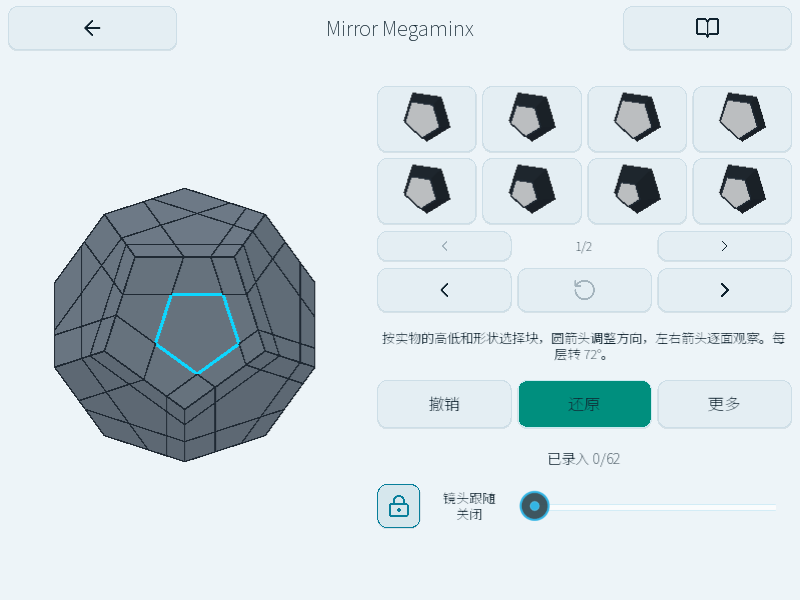 Mirror Megaminx
1/2
按实物的高低和形状选择块，圆箭头调整方向，左右箭头逐面观察。每
层转 72°。
撤销
还原
更多
已录入 0/62
镜头跟随
关闭